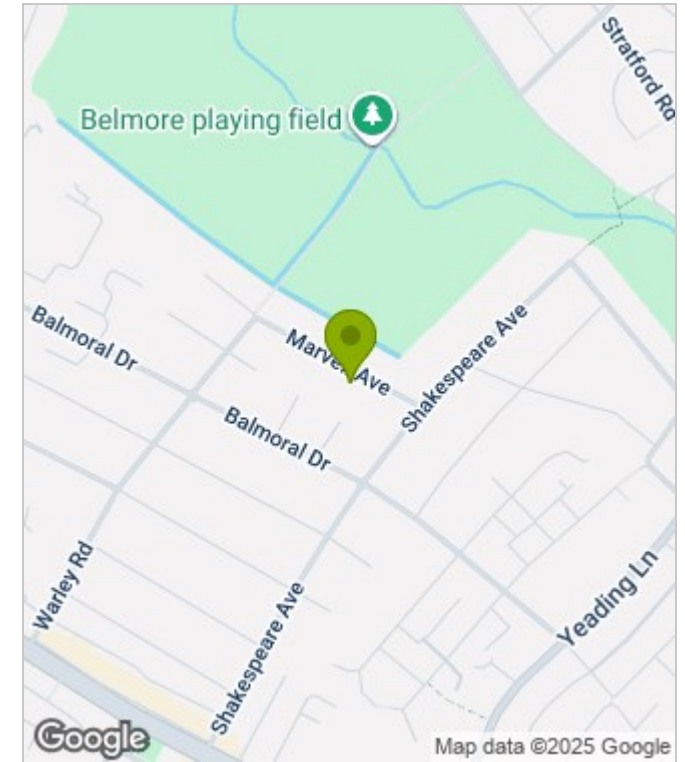 Stratford Rd
Belmore playing field
Balmoral Dr
Ave
Shakespeare Ave
Balmoral Dr
Warley Rd
Shakespeare Ave
Yeading Ln
Google
Map data ©2025 Google